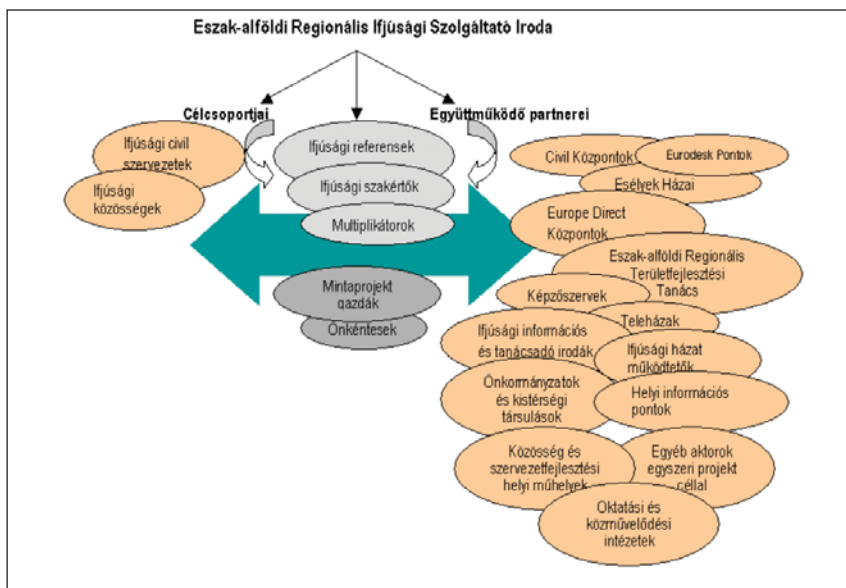 Eszak-alföldi Regionális Ifjúsági Szolgáltató Iroda
Célcsoportjai
Együttműködő partnerei
Ifjúsági civil
szervezetek
Ifjúsági
közösségek
Ifjúsági referensek
Ifjúsági szakértők
Multiplikátorok
Mintaprojekt
gazdák
Önkéntesek
Civil Központok
Eurodesk Pontok
Esélyek Házai
Europe Direct
Központok
Eszak-alföldi Regionális
Területfejlesztési
Tanács
Képzőszervek
Teleházak
Ifjúsági információs
és tanácsadó irodák
Ifjúsági házat
működtetők
Önkormányzatok
és kistérségi
társulások
Helyi információs
pontok
Közösség és
szervezetfejlesztési
helyi műhelyek
Egyéb aktorok
egyszeri projekt
céllal
Oktatási és
közművelődési
intézetek